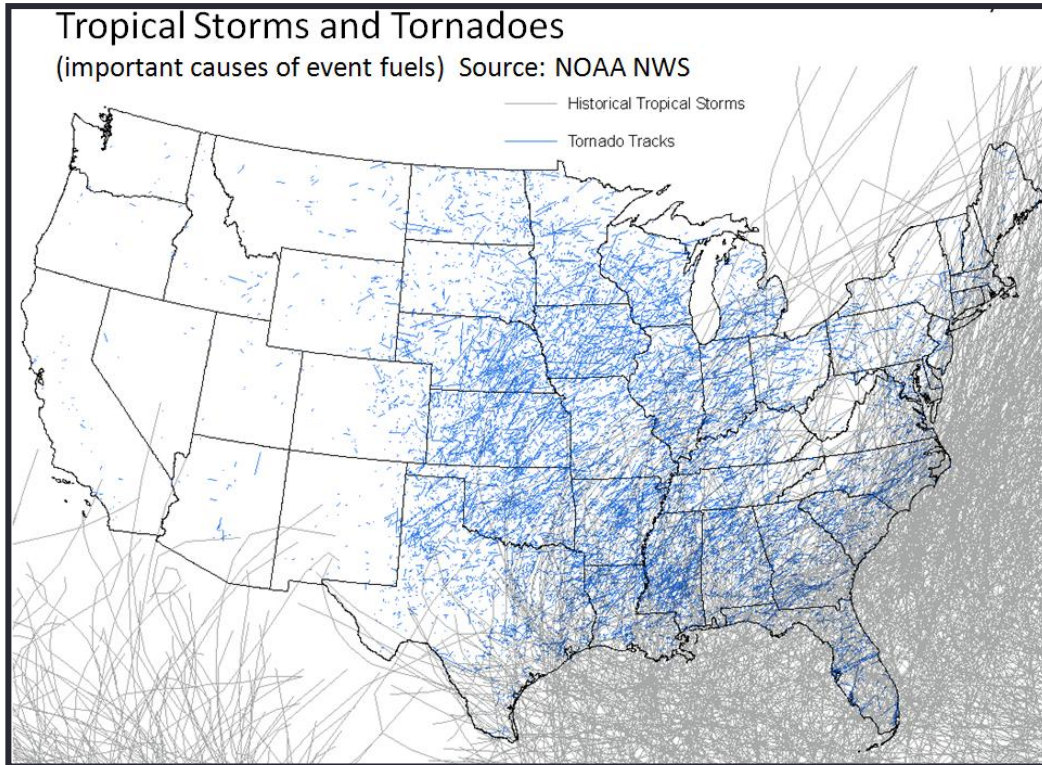 Tropical Storms and Tornadoes
(important causes of event fuels) Source: NOAA NWS
Historical Tropical Storms
Tornado Tracks